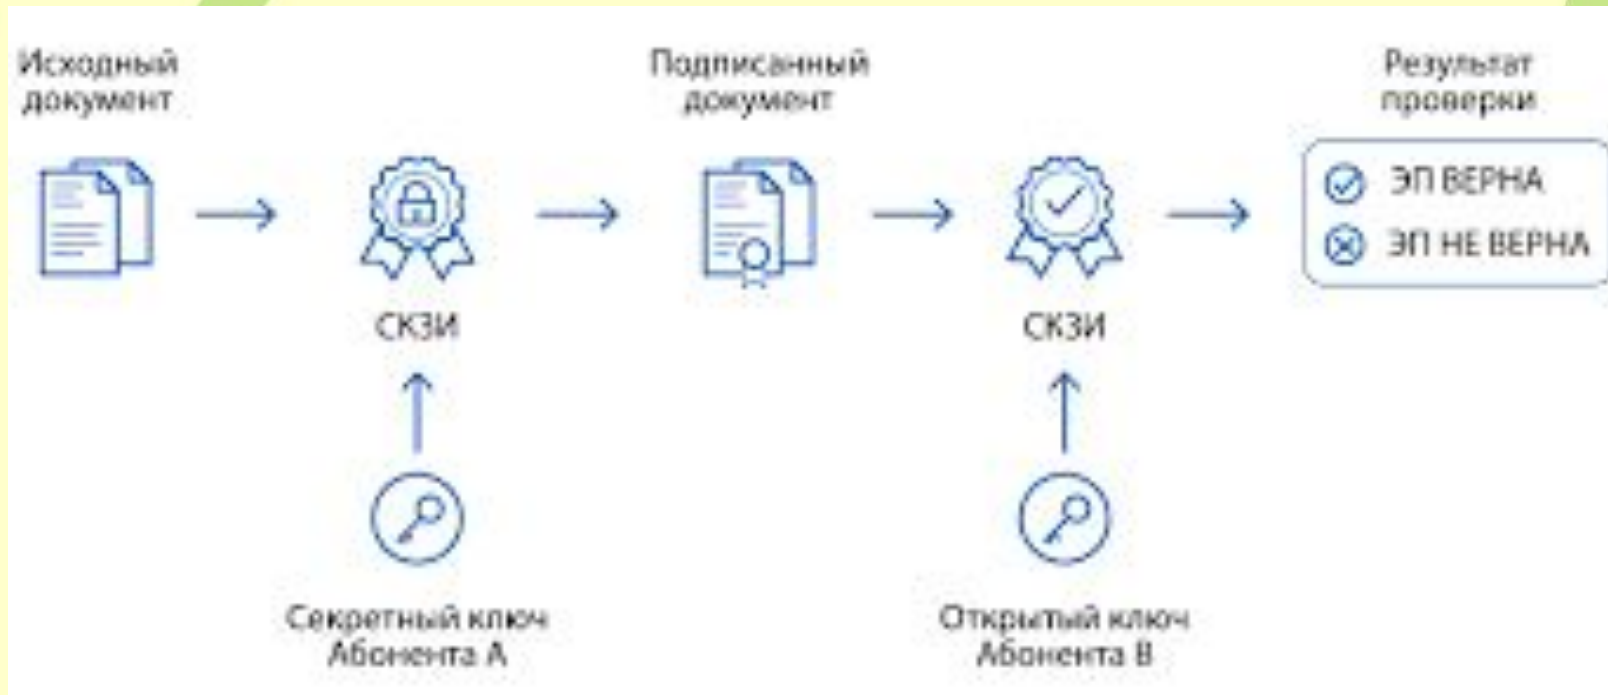 Исходный
документ
Подписанный
документ
Результат
проверки
ЭП ВЕРНА
ЭП НЕ ВЕРНА
СКЗИ
СКЗИ
Секретный ключ
Абонента А
Открытый ключ
Абонента В